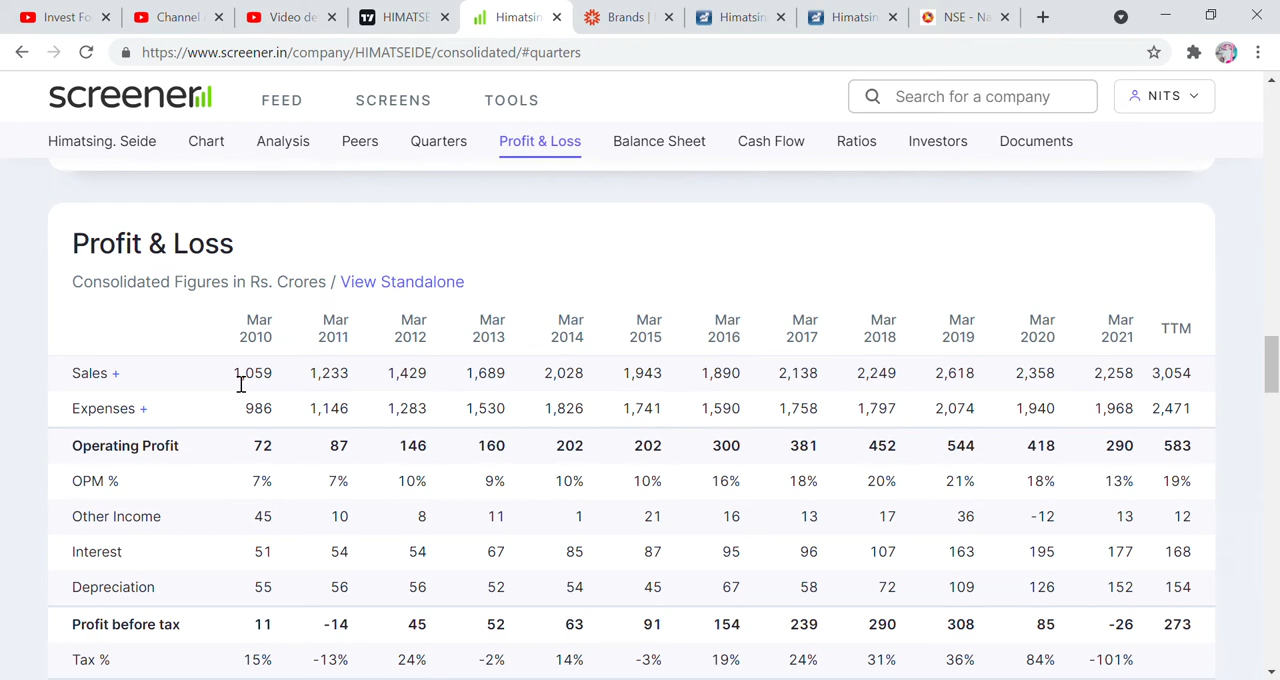 Invest Fo
Channel
Video de
HIMATSE
Himatsin
Brands |
Himatsin
Himatsin
NSE - Na
https://www.screener.in/company/HIMATSEIDE/consolidated/#quarters
screener
FEED SCREENS TOOLS
Search for a company
NITS
Himatsing. Seide Chart Analysis Peers Quarters Profit & Loss Balance Sheet Cash Flow Ratios Investors Documents
Profit & Loss
Consolidated Figures in Rs. Crores / View Standalone
Mar 2010 Mar 2011 Mar 2012 Mar 2013 Mar 2014 Mar 2015 Mar 2016 Mar 2017 Mar 2018 Mar 2019 Mar 2020 Mar 2021 TTM
Sales + 1,059 1,233 1,429 1,689 2,028 1,943 1,890 2,138 2,249 2,618 2,358 2,258 3,054
Expenses + 986 1,146 1,283 1,530 1,826 1,741 1,590 1,758 1,797 2,074 1,940 1,968 2,471
Operating Profit 72 87 146 160 202 202 300 381 452 544 418 290 583
OPM % 7% 7% 10% 9% 10% 10% 16% 18% 20% 21% 18% 13% 19%
Other Income 45 10 8 11 1 21 16 13 17 36 -12 13 12
Interest 51 54 54 67 85 87 95 96 107 163 195 177 168
Depreciation 55 56 56 52 54 45 67 58 72 109 126 152 154
Profit before tax 11 -14 45 52 63 91 154 239 290 308 85 -26 273
Tax % 15% -13% 24% -2% 14% -3% 19% 24% 31% 36% 84% -101%